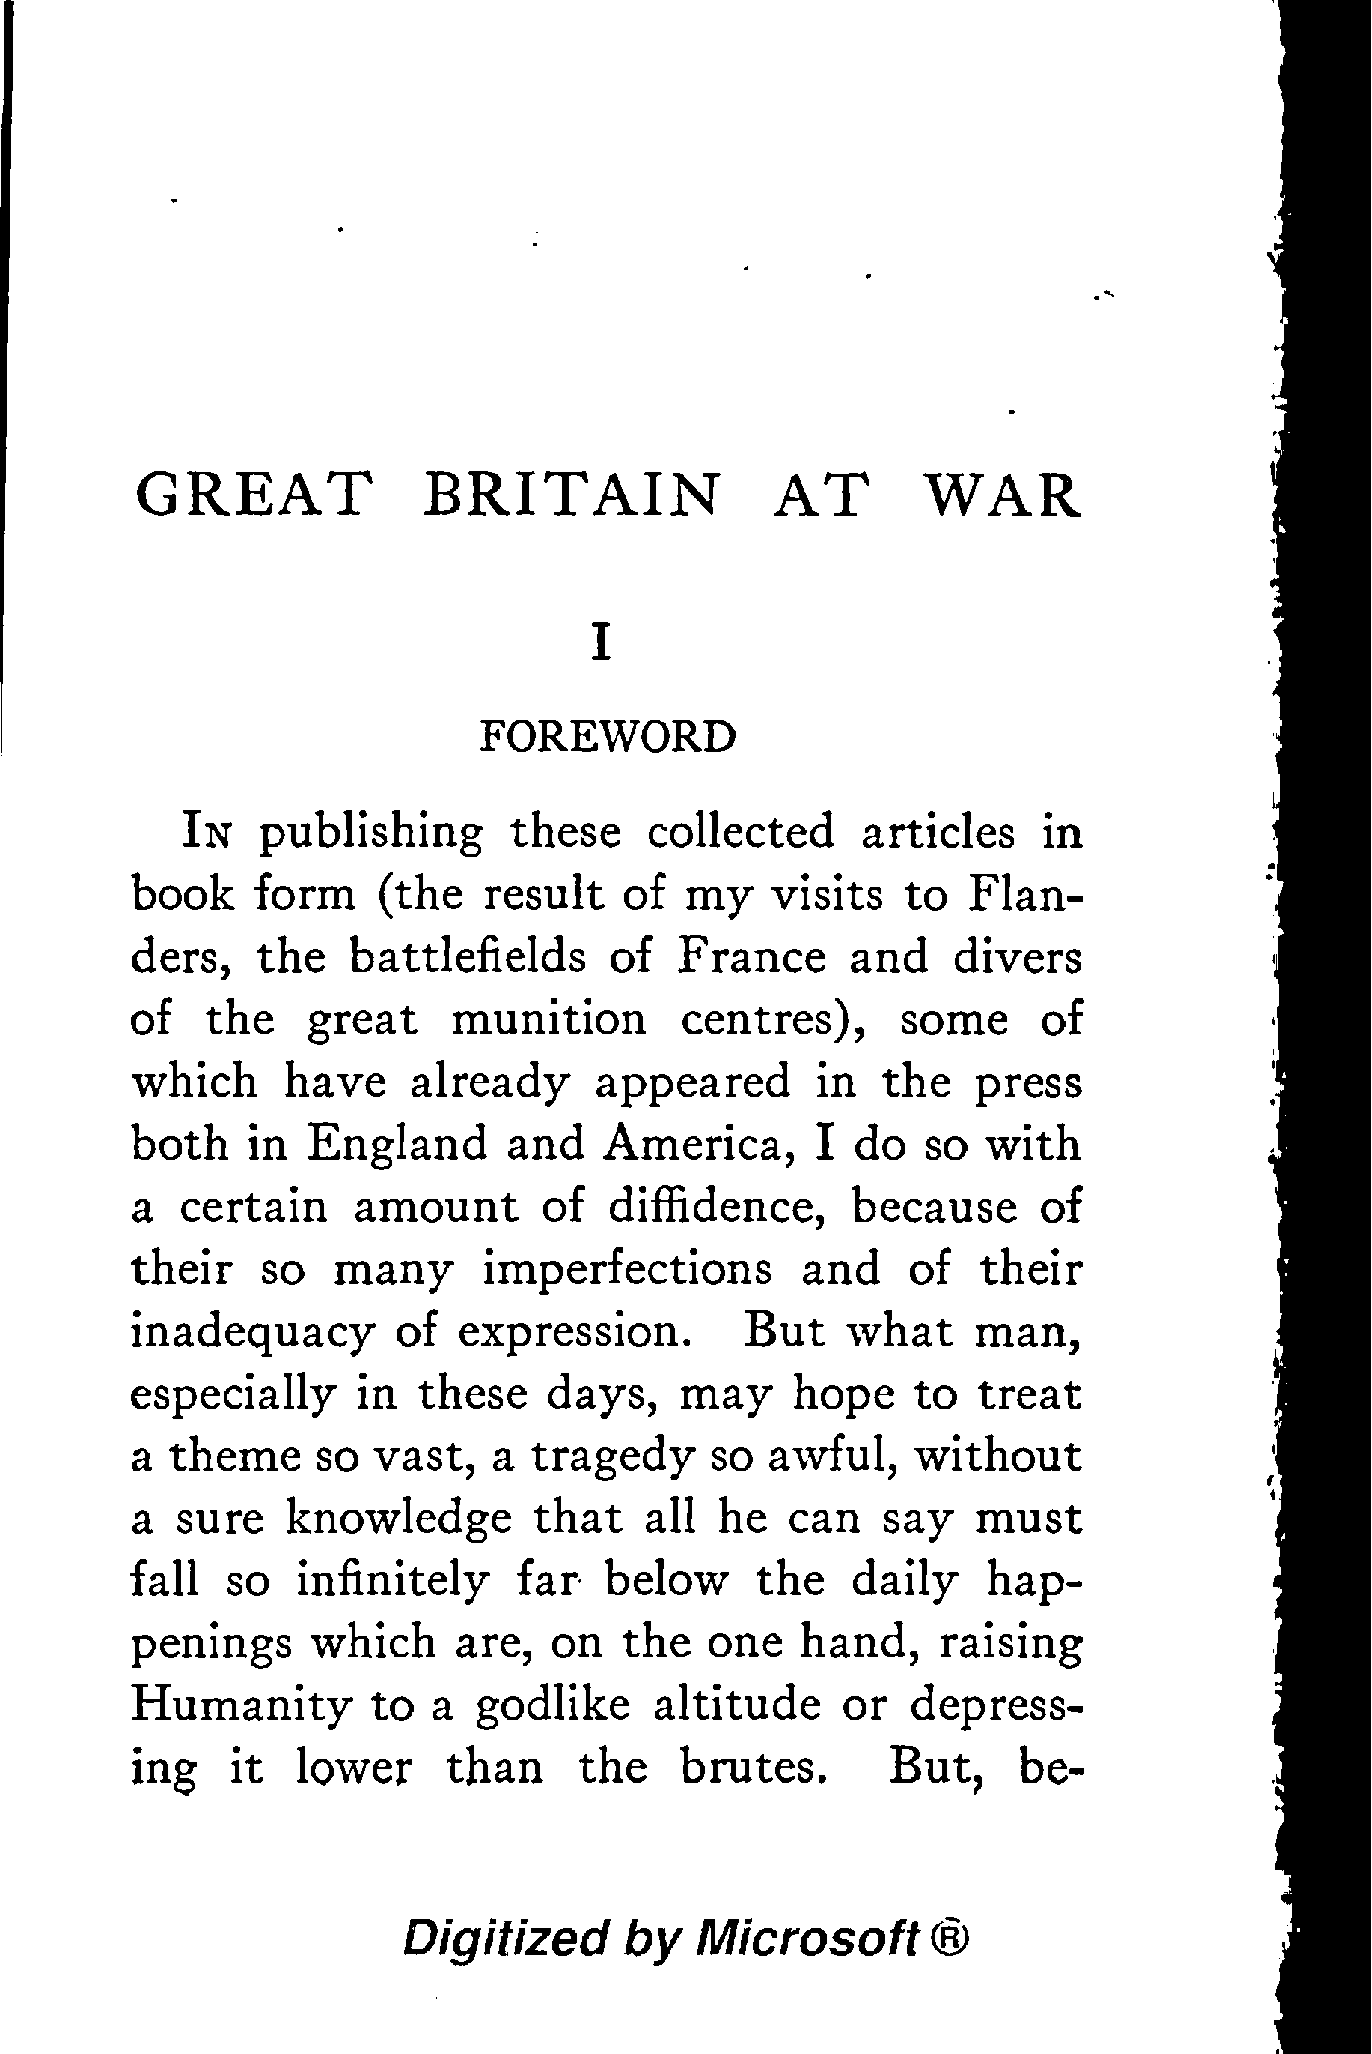 GREAT BRITAIN AT WAR
I
FOREWORD
In publishing these collected articles in
book form (the result of my visits to Flan-
ders, the battlefields of France and divers
of the great munition centres), some of
which have already appeared in the press
both in England and America, I do so with
a certain amount of diffidence, because of
their so many imperfections and of their
inadequacy of expression. But what man,
especially in these days, may hope to treat
a theme so vast, a tragedy so awful, without
a sure knowledge that all he can say must
fall so infinitely far below the daily hap-
penings which are, on the one hand, raising
Humanity to a godlike altitude or depress-
ing it lower than the brutes. But, be-
Digitized by Microsoft ®